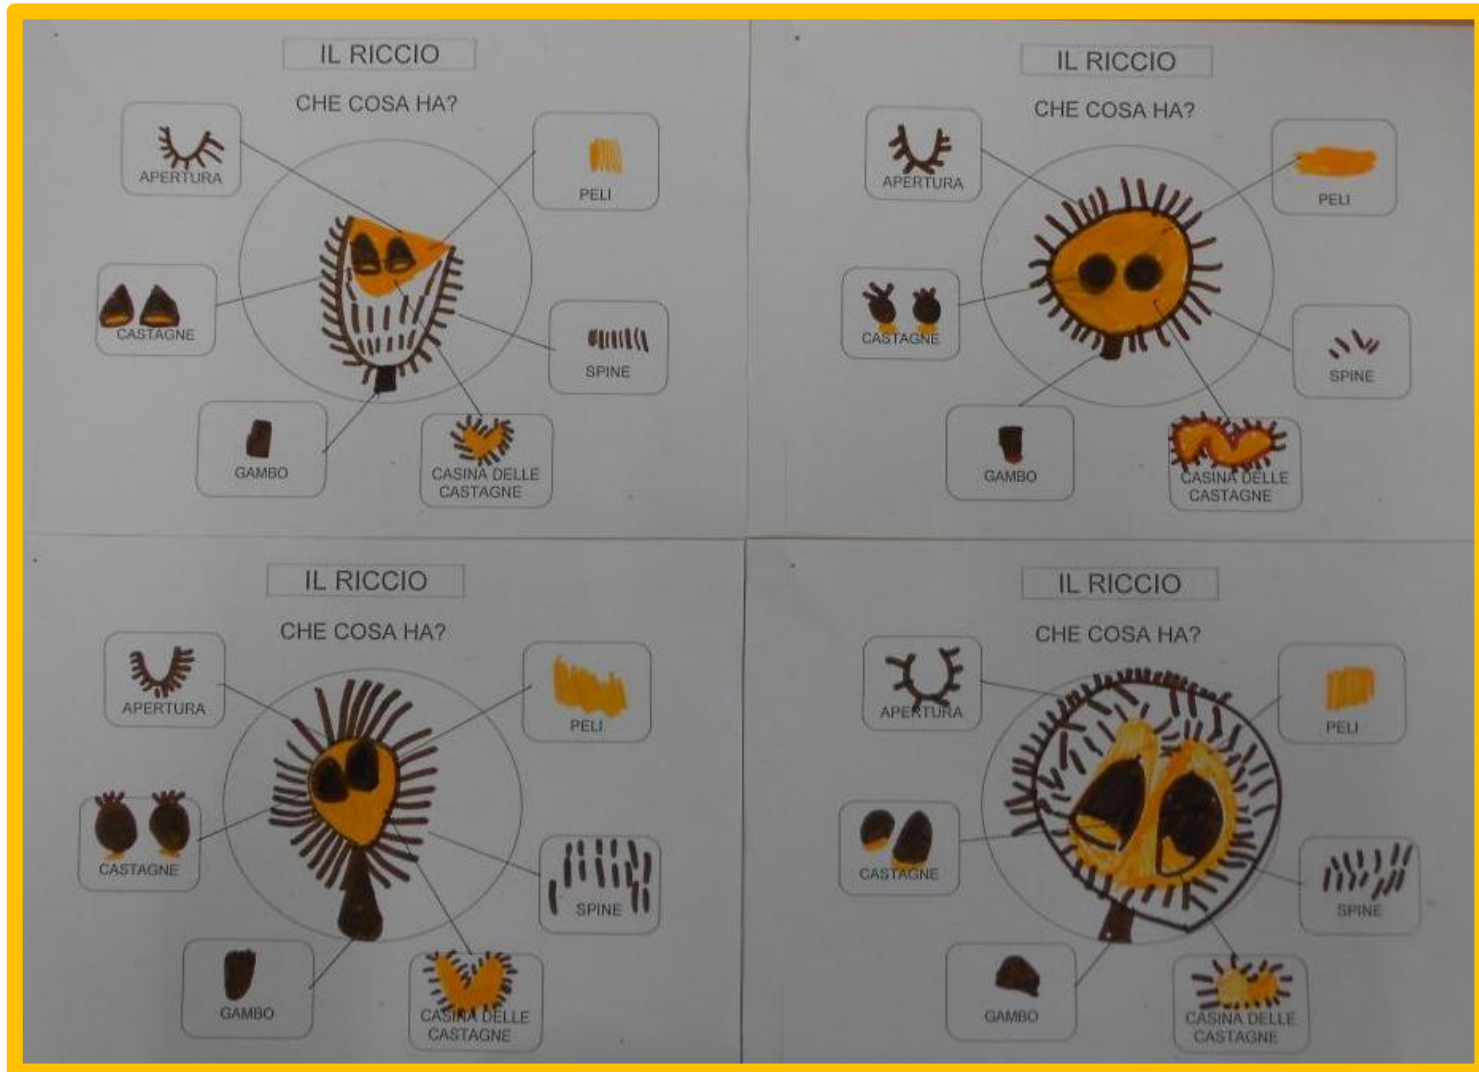 IL RICCIO
CHE COSA HA?
APERTURA
PELI
CASTAGNE
SPINE
GAMBO
CASINA DELLE
CASTAGNE
IL RICCIO
CHE COSA HA?
APERTURA
PELI
CASTAGNE
SPINE
GAMBO
CASINA DELLE
CASTAGNE
IL RICCIO
CHE COSA HA?
APERTURA
PELI
CASTAGNE
SPINE
GAMBO
CASINA DELLE
CASTAGNE
IL RICCIO
CHE COSA HA?
APERTURA
PELI
CASTAGNE
SPINE
GAMBO
CASINA DELLE
CASTAGNE